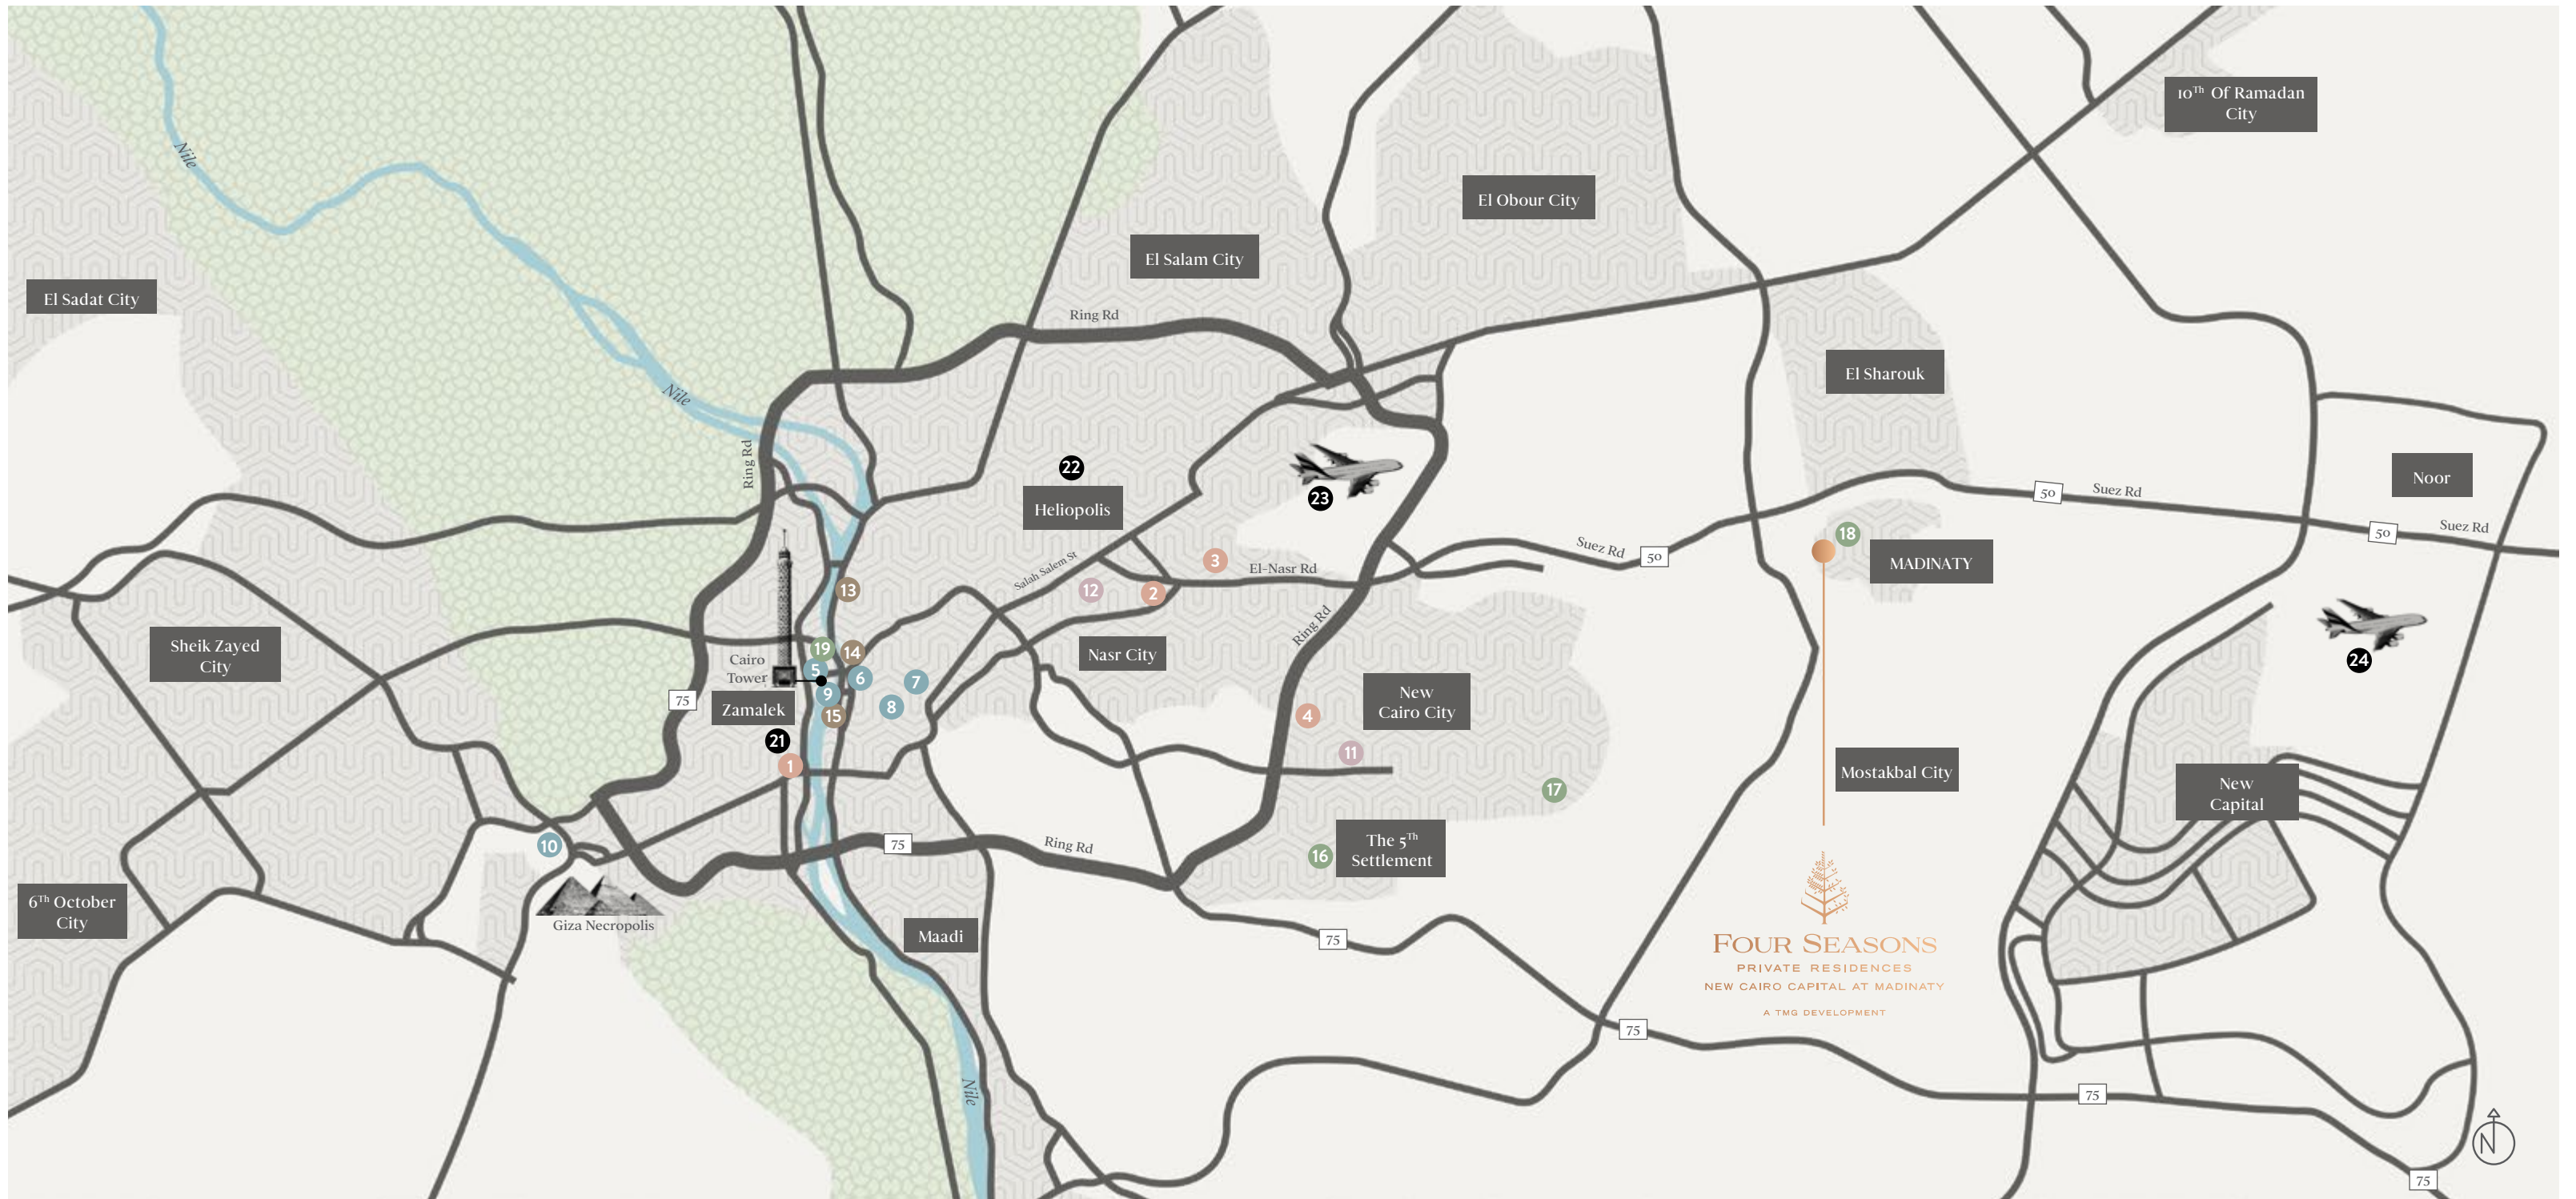 10Th Of Ramadan
City
Nile
El Obour City
El Salam City
El Sadat City
Ring Rd
El Sharouk
Nile
Ring Rd
22
Heliopolis
23
Noor
50
Suez Rd
50
Suez Rd
18
MADINATY
Suez Rd
50
3
El-Nasr Rd
Salah Salem St
12
2
13
Ring Rd
Sheik Zayed
City
19
14
Nasr City
Cairo
Tower
5
6
7
9
8
75
Zamalek
15
New
Cairo City
4
24
21
1
11
17
Mostakbal City
New
Capital
10
75
Ring Rd
16
The 5Th
Settlement
6Th October
City
Giza Necropolis
Maadi
75
FOUR SEASONS
PRIVATE RESIDENCES
NEW CAIRO CAPITAL AT MADINATY
A TMG DEVELOPMENT
75
Nile
75
N
75